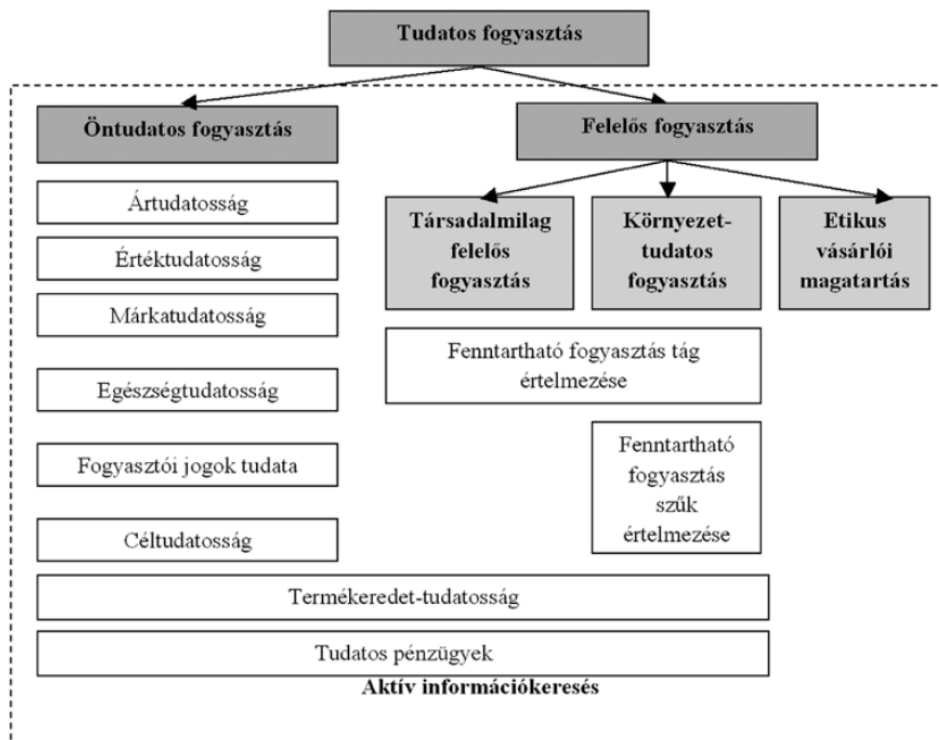 Tudatos fogyasztás
Öntudatos fogyasztás
Felelős fogyasztás
Ártudatosság
Értéktudatosság
Márkatudatosság
Egészségtudatosság
Fogyasztói jogok tudata
Céltudatosság
Társadalmilag
felelős
fogyasztás
Környezet-
tudatos
fogyasztás
Etikus
vásárlói
magatartás
Fenntartható fogyasztás tág
értelmezése
Fenntartható
fogyasztás
szűk
értelmezése
Termékeredet-tudatosság
Tudatos pénzügyek
Aktív információkeresés